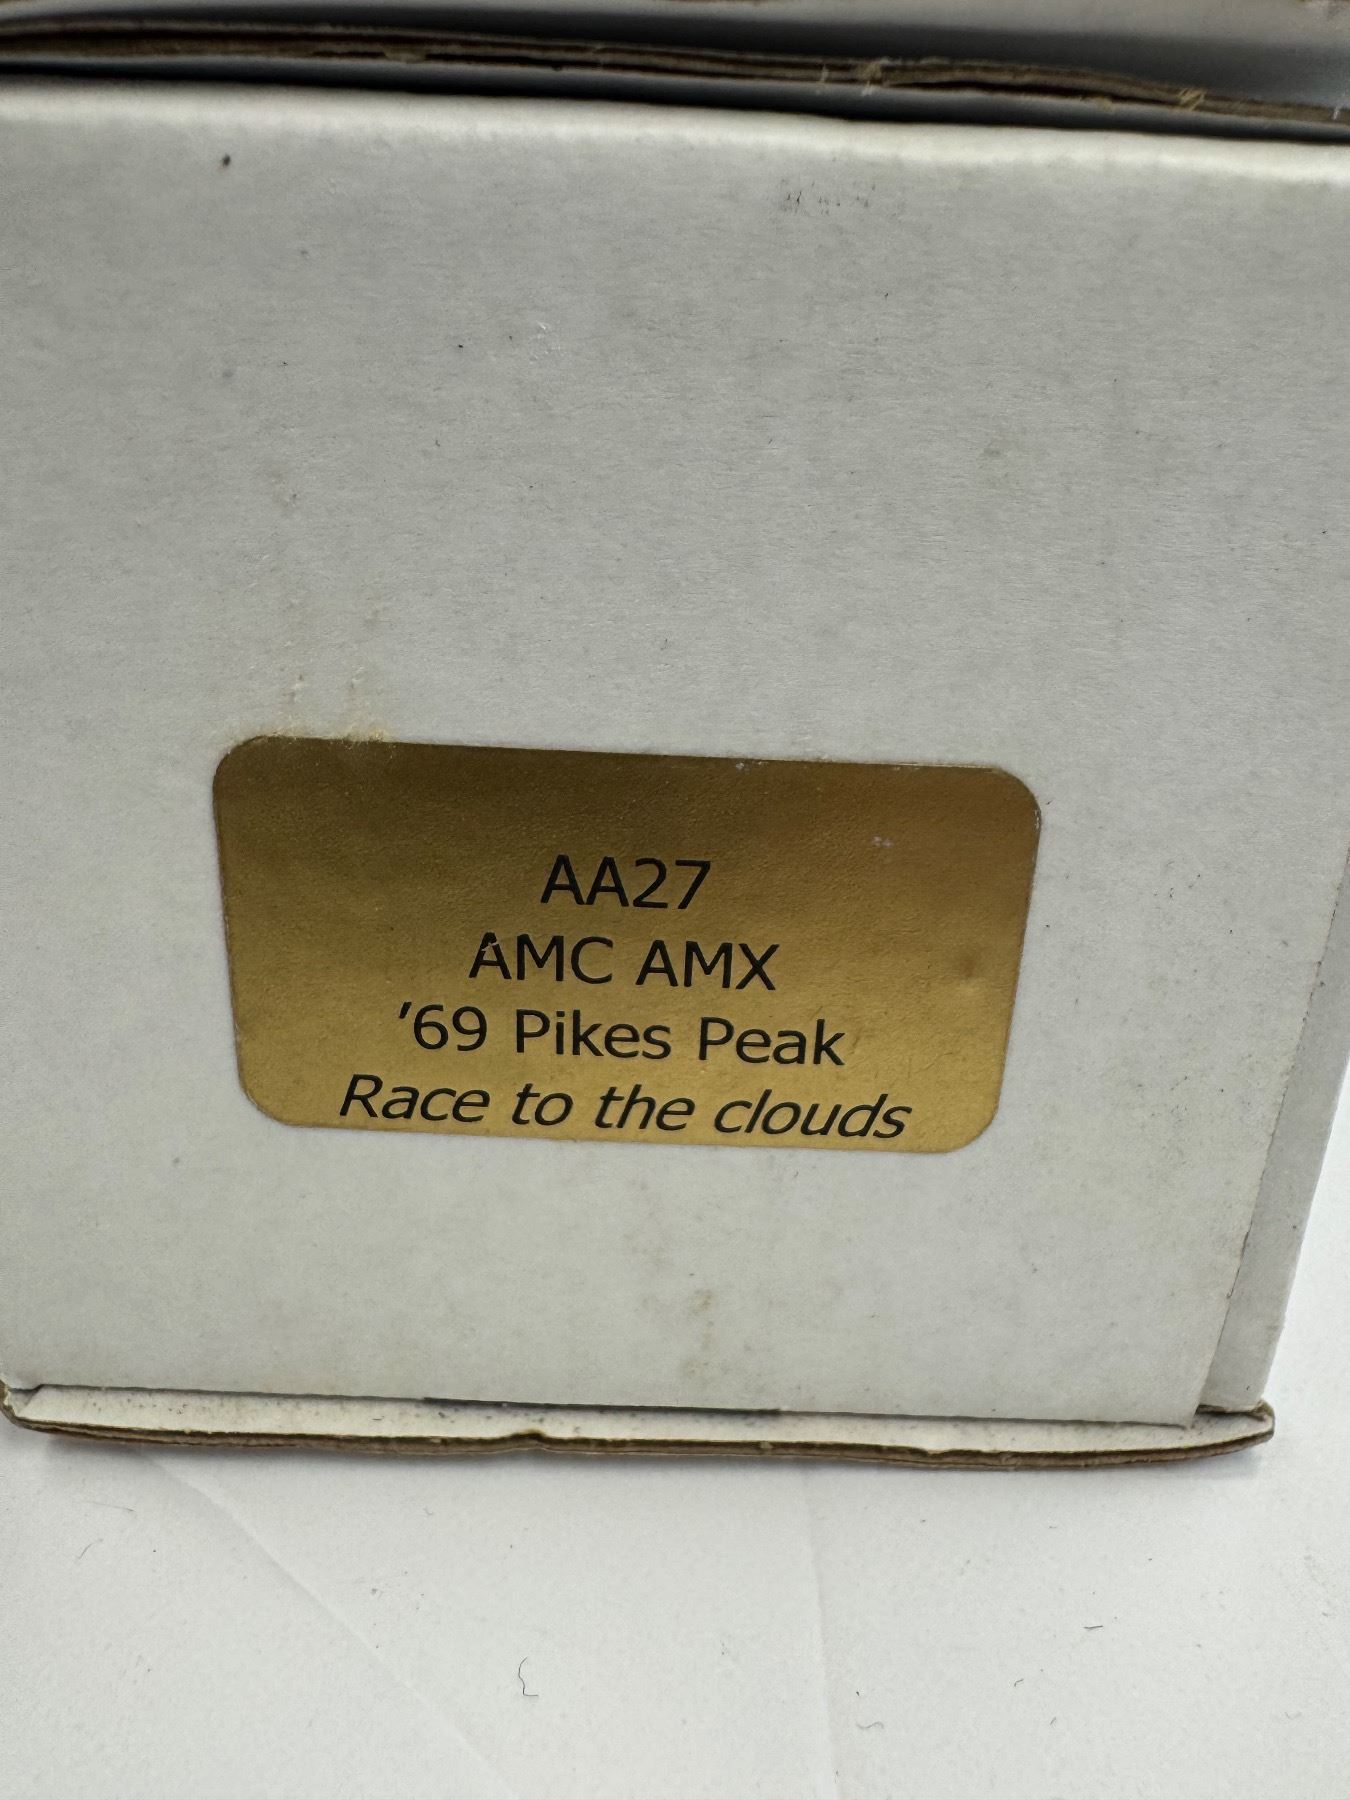 AA27
AMC AMX
'69 Pikes Peak
Race to the clouds